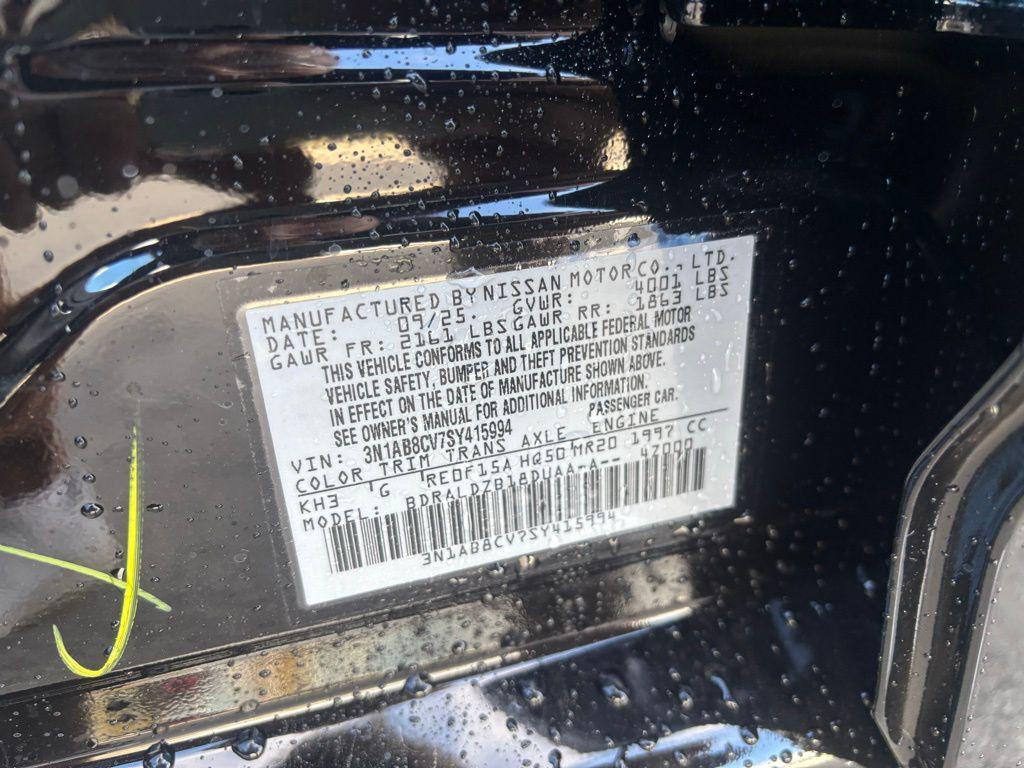 MANUFACTURED BY NISSAN MOTOR CO., LTD.
DATE: 09/25. GVWR: 4001 LBS
GAWR FR: 2161 LBS GAWR RR: 1863 LBS
THIS VEHICLE CONFORMS TO ALL APPLICABLE FEDERAL MOTOR
VEHICLE SAFETY, BUMPER AND THEFT PREVENTION STANDARDS
IN EFFECT ON THE DATE OF MANUFACTURE SHOWN ABOVE.
SEE OWNER'S MANUAL FOR ADDITIONAL INFORMATION.
VIN: 3N1AB8CV7SY415994 PASSENGER CAR.
COLOR TRIM TRANS AXLE ENGINE
KH3 G RE0F15A HQ50 MR20 1997 CC
MODEL: BDRALDZB18DUAA-A-- 47000
3N1AB8CV7SY415994